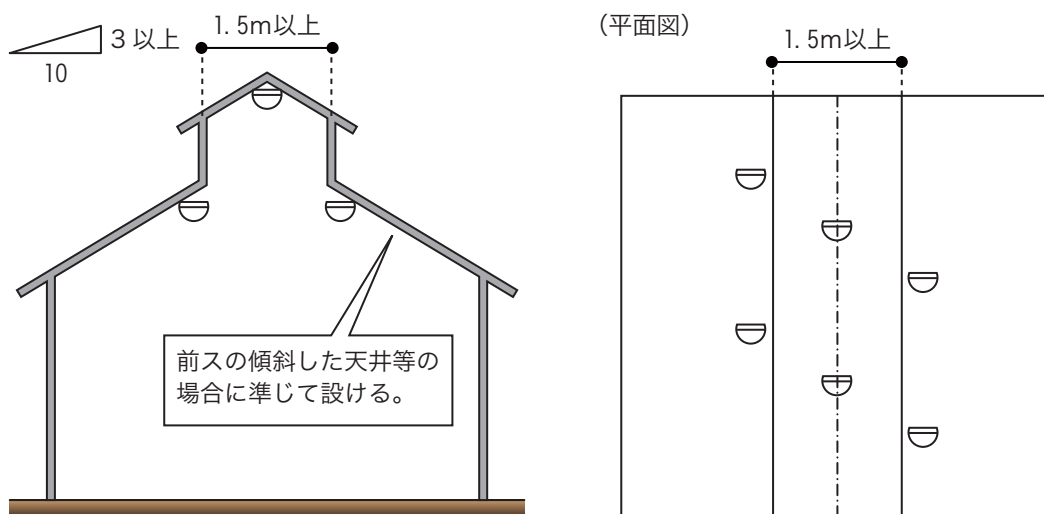 3以上
10
1.5m以上
前スの傾斜した天井等の
場合に準じて設ける。
（平面図）
1.5m以上